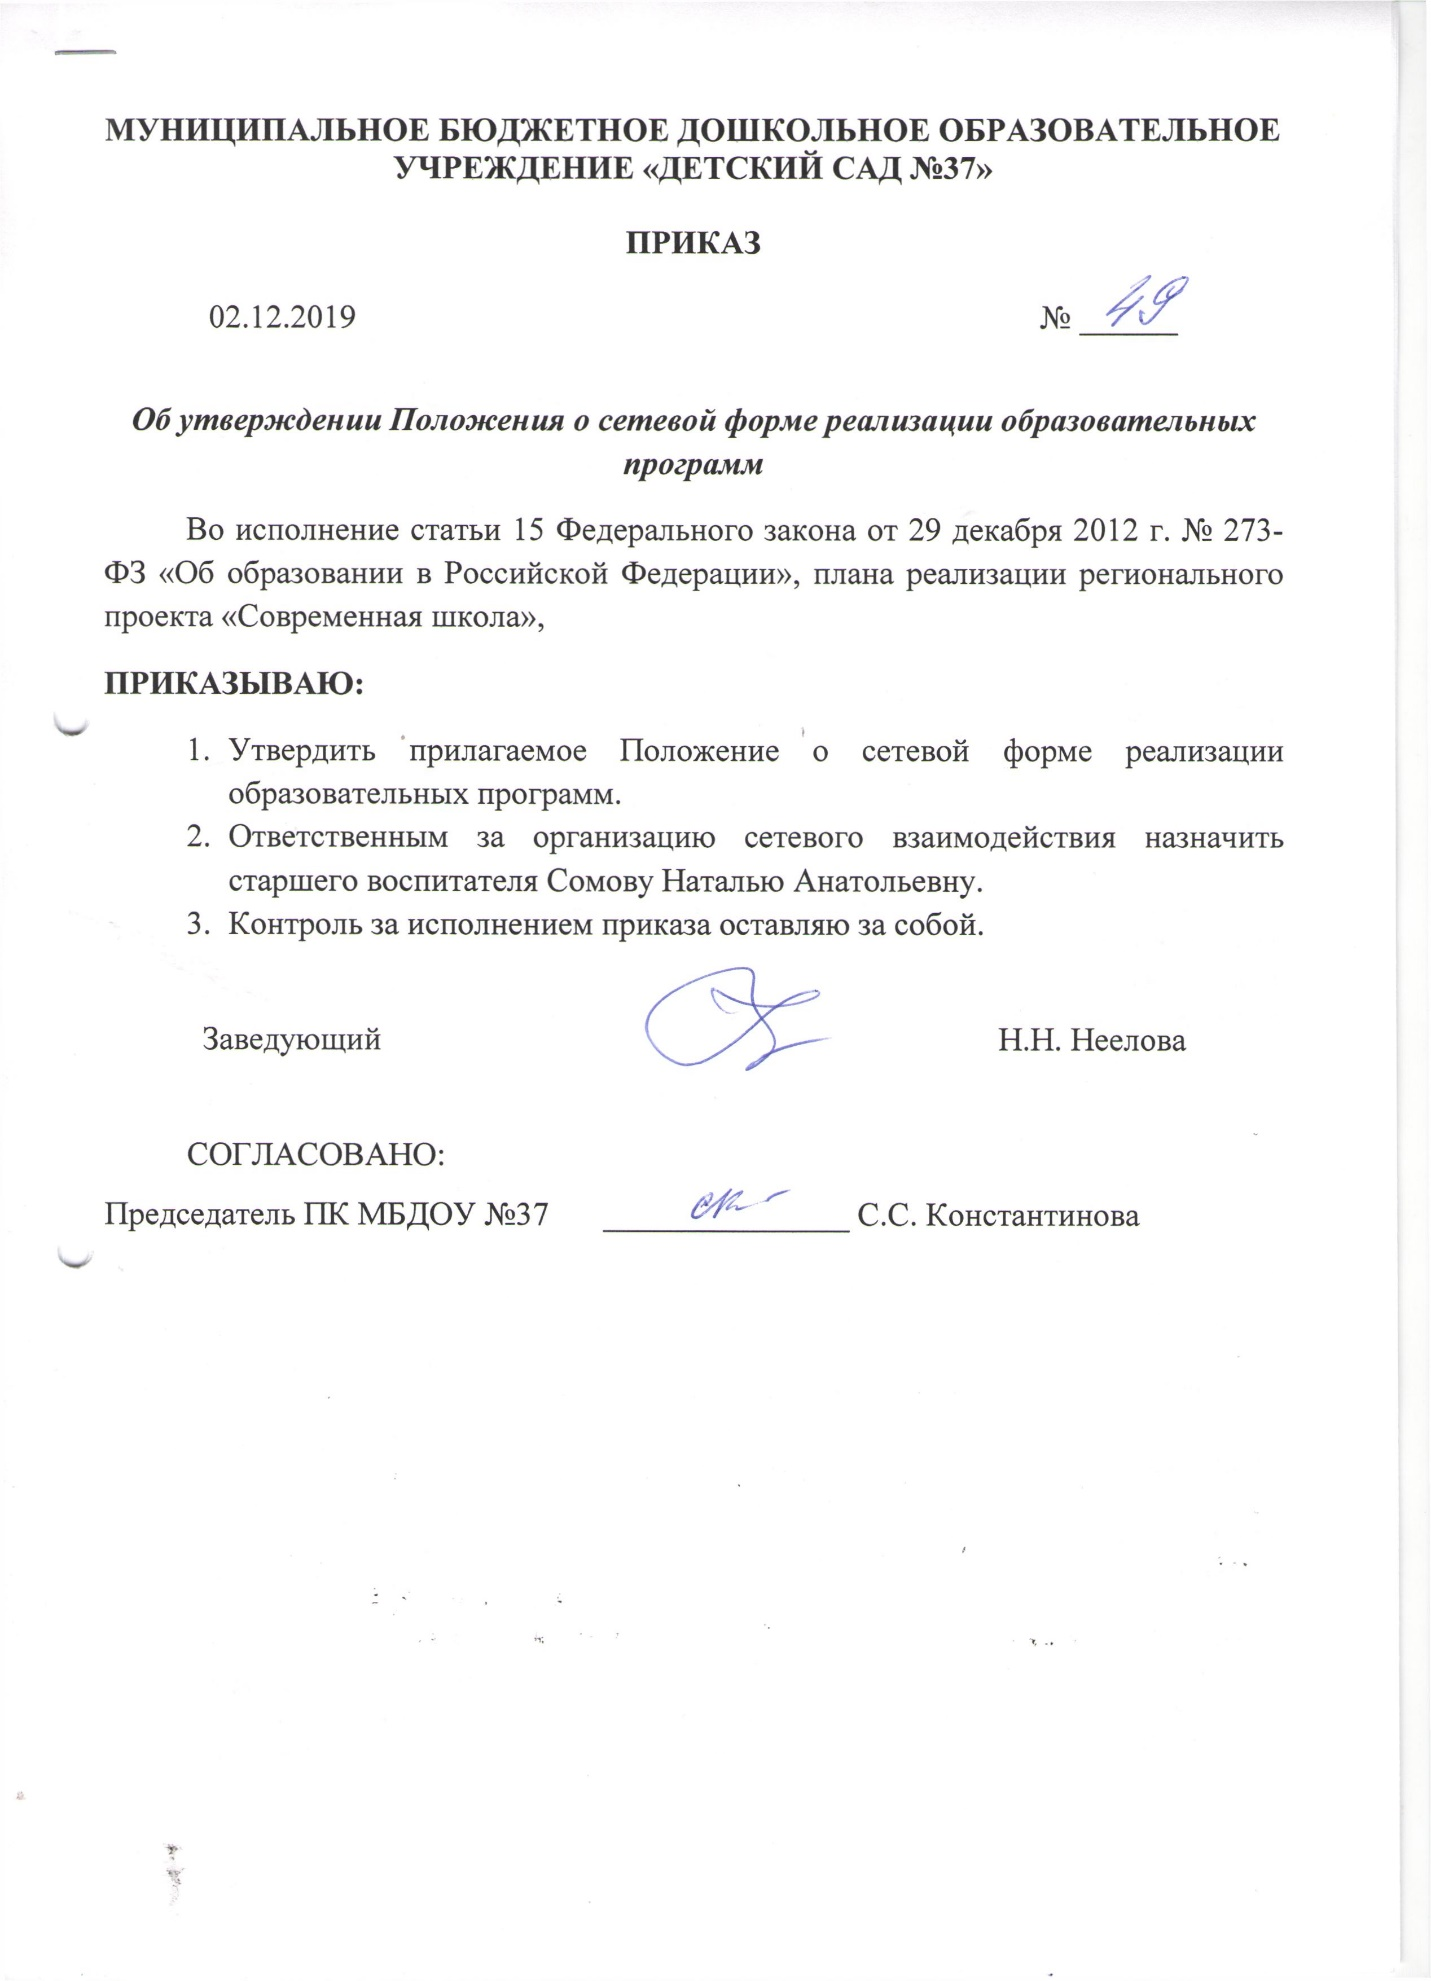 МУНИЦИПАЛЬНОЕ БЮДЖЕТНОЕ ДОШКОЛЬНОЕ ОБРАЗОВАТЕЛЬНОЕ
УЧРЕЖДЕНИЕ «ДЕТСКИЙ САД №37»
ПРИКАЗ
02.12.2019 № 49
Об утверждении Положения о сетевой форме реализации образовательных
программ
Во исполнение статьи 15 Федерального закона от 29 декабря 2012 г. № 273-
ФЗ «Об образовании в Российской Федерации», плана реализации регионального
проекта «Современная школа»,
ПРИКАЗЫВАЮ:
1. Утвердить прилагаемое Положение о сетевой форме реализации
образовательных программ.
2. Ответственным за организацию сетевого взаимодействия назначить
старшего воспитателя Сомову Наталью Анатольевну.
3. Контроль за исполнением приказа оставляю за собой.
Заведующий Н.Н. Неелова
СОГЛАСОВАНО:
Председатель ПК МБДОУ №37 ______________ С.С. Константинова